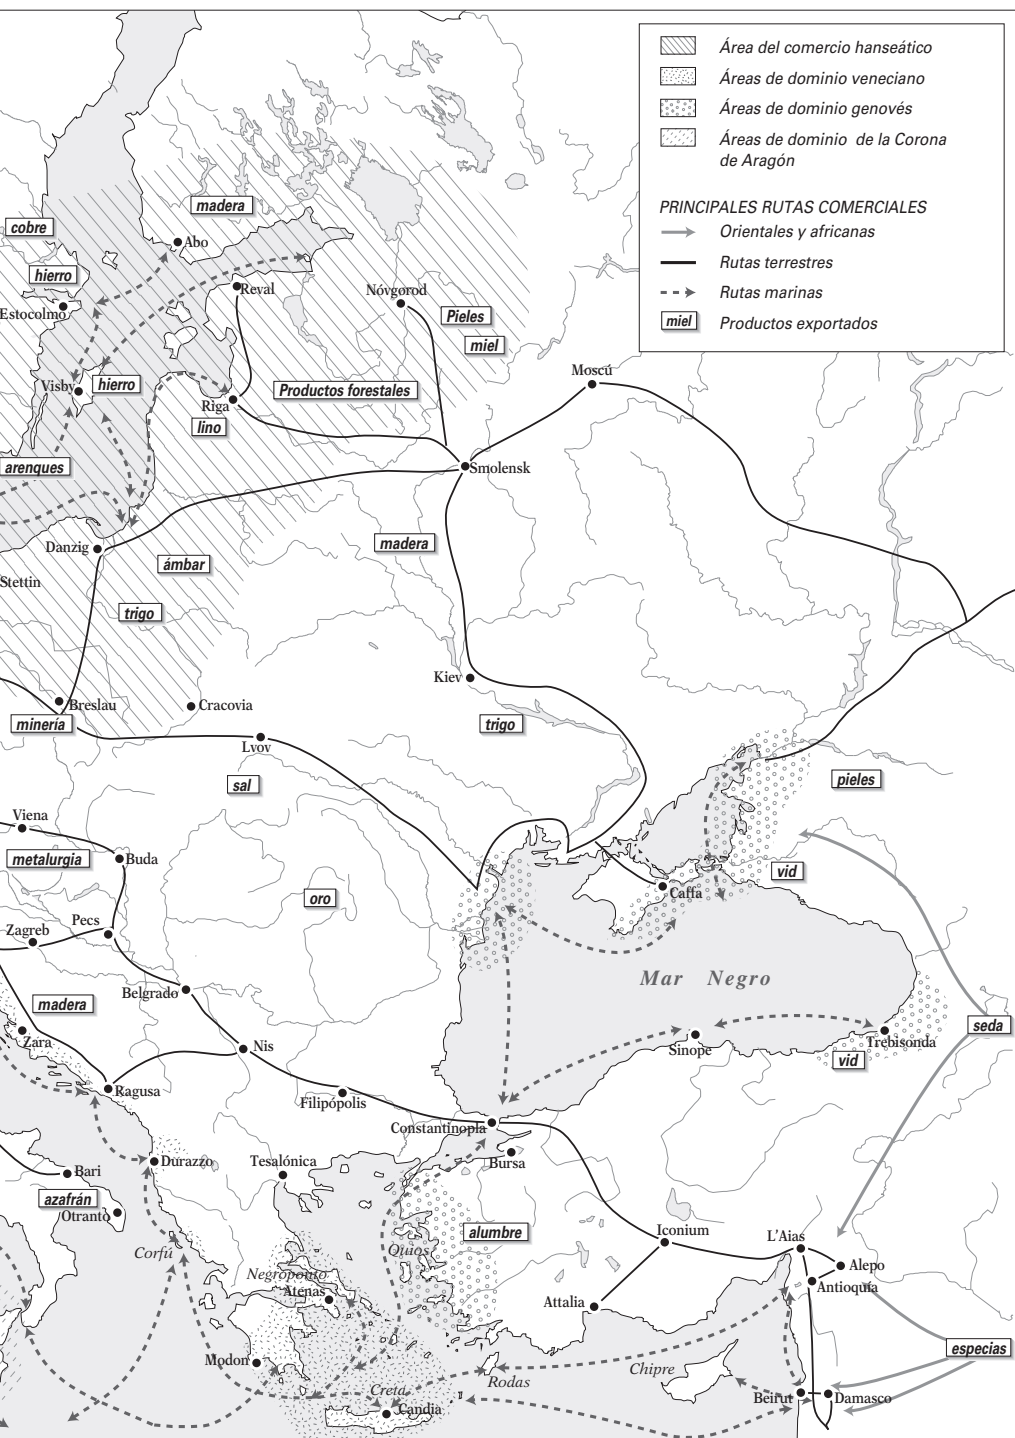 Área del comercio hanseático
Áreas de dominio veneciano
Áreas de dominio genovés
Áreas de dominio de la Corona
de Aragón
PRINCIPALES RUTAS COMERCIALES
Orientales y africanas
Rutas terrestres
Rutas marinas
miel
Productos exportados
madera
cobre
Abo
hierro
Reval
Nóvgorod
Estocolmo
Pieles
miel
Moscú
Visby
hierro
Productos forestales
Riga
lino
arenques
Smolensk
Danzig
madera
ámbar
Stettin
trigo
Kiev
Breslau
Cracovia
minería
trigo
Lvov
sal
pieles
Viena
metalurgia
Buda
vid
Caffa
oro
Pecs
Zagreb
Mar Negro
Belgrado
madera
seda
Zara
Nis
Sinope
Trebisonda
vid
Ragusa
Filipópolis
Constantinopla
Bursa
Durazzo
Tesalónica
Bari
azafrán
Otranto
alumbre
Iconium
L'Aias
Corfú
Quios
Alepo
Negroponto
Antioquía
Atenas
Attalia
especias
Modon
Chipre
Rodas
Creta
Beirut
Damasco
Candia